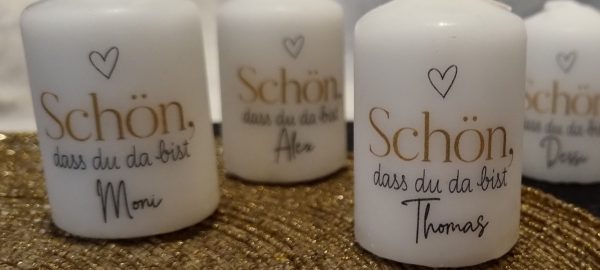 Schön,
dass du da bist
Moni
Schön,
dass du da bist
Alex
Schön,
dass du da bist
Thomas
Schön,
dass du da bist